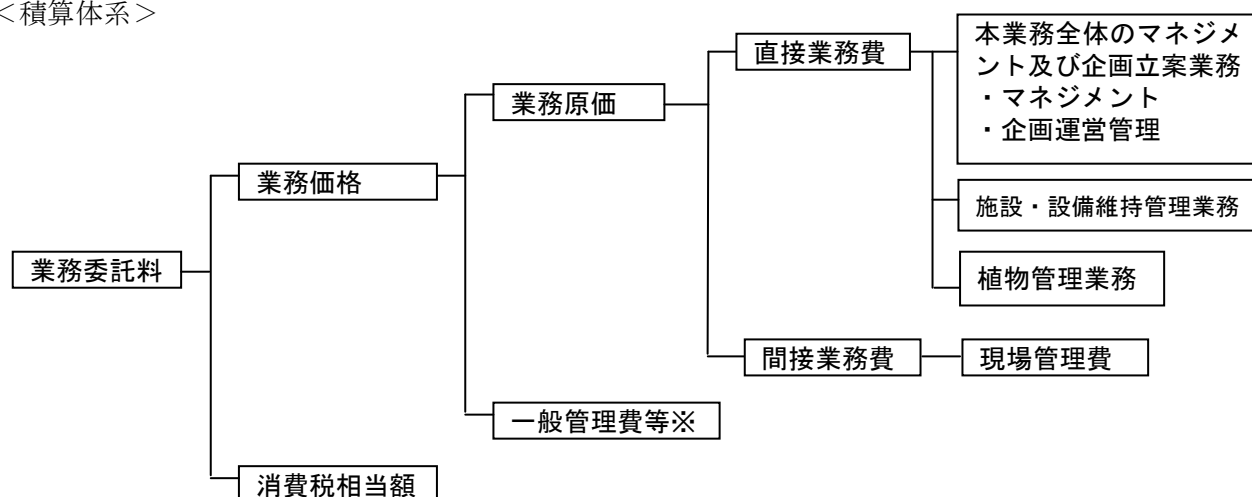 ＜積算体系＞
直接業務費
本業務全体のマネジメ
ント及び企画立案業務
・マネジメント
・企画運営管理
業務原価
業務価格
施設・設備維持管理業務
業務委託料
植物管理業務
間接業務費
現場管理費
一般管理費等※
消費税相当額